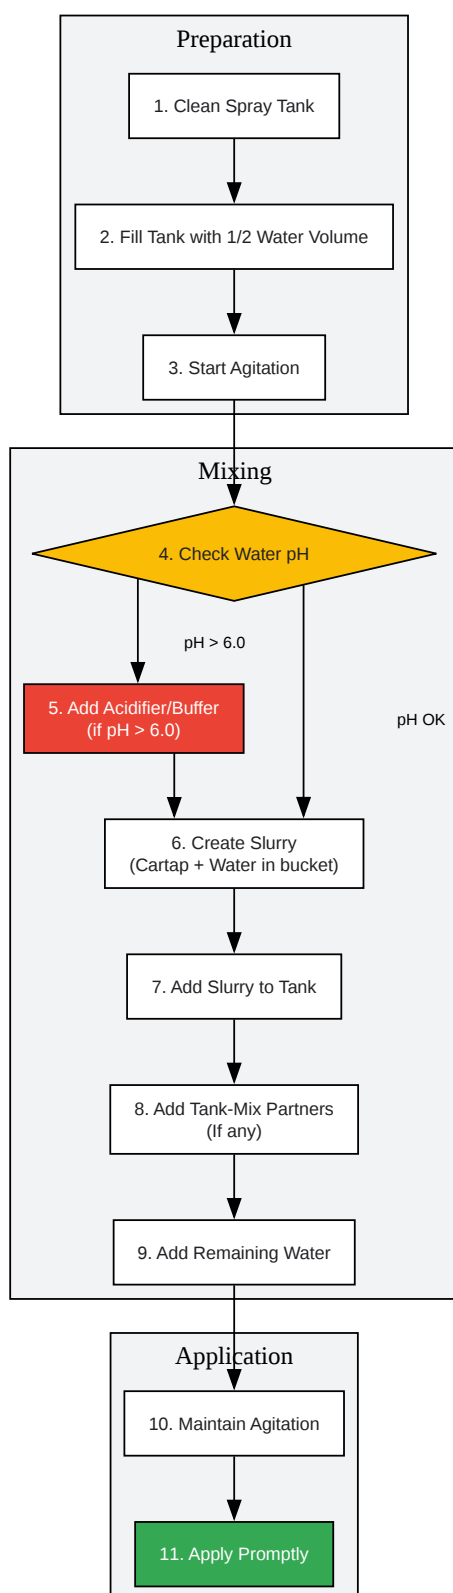 Preparation
1. Clean Spray Tank
2. Fill Tank with 1/2 Water Volume
3. Start Agitation
Mixing
4. Check Water pH
pH > 6.0
5. Add Acidifier/Buffer
(if pH > 6.0)
pH OK
6. Create Slurry
(Cartap + Water in bucket)
7. Add Slurry to Tank
8. Add Tank-Mix Partners
(If any)
9. Add Remaining Water
Application
10. Maintain Agitation
11. Apply Promptly